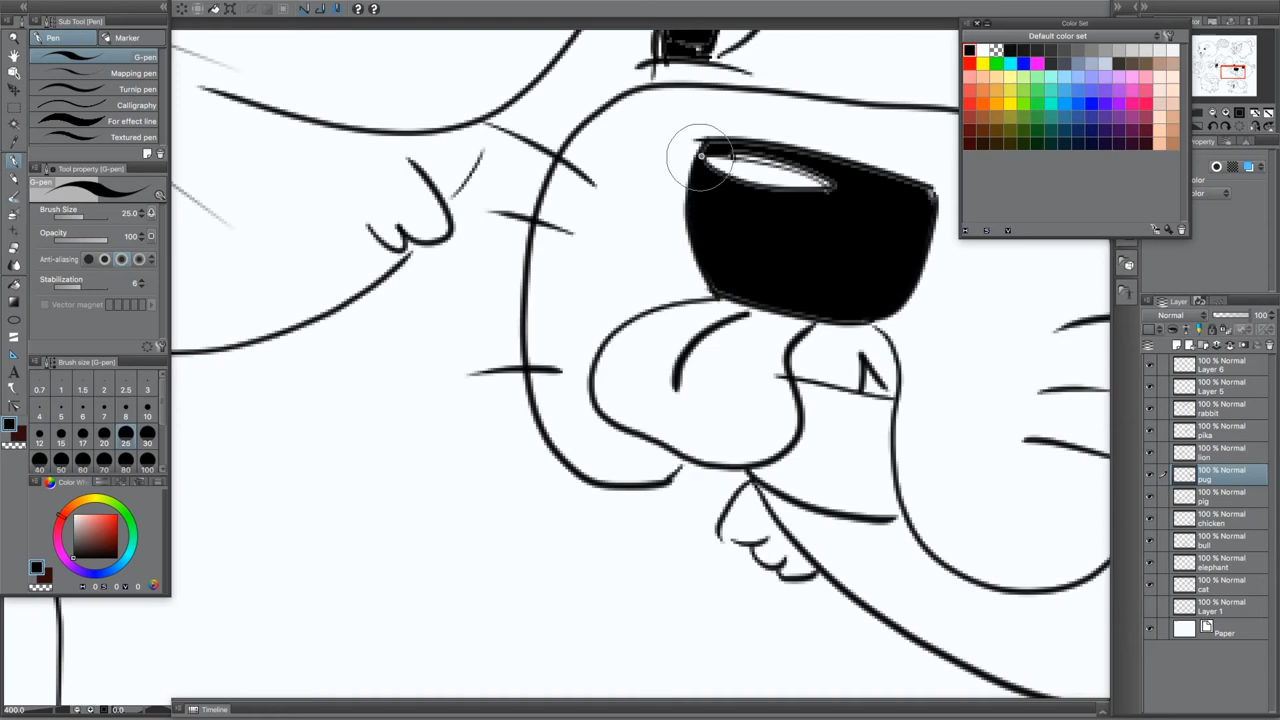 Sub Tool [Pen]
Pen
Marker
G-pen
Mapping pen
Turnip pen
Calligraphy
For effect line
Textured pen
Tool property [G-pen]
G-pen
Brush Size 25.0
Opacity 100
Anti-aliasing
Stabilization 6
Vector magnet
Brush size [G-pen]
0.7 1 1.5 2 2.5 3
4 5 6 7 8 10
12 15 17 20 25 30
40 50 60 70 80 100
H 0 S 0 V 0
400.0
0.0
Timeline
Color Set
Default color set
H S V
Property
Layer
Normal 100
100 % Normal
Layer 6
100 % Normal
Layer 5
100 % Normal
rabbit
100 % Normal
pika
100 % Normal
lion
100 % Normal
pug
100 % Normal
pig
100 % Normal
chicken
100 % Normal
bull
100 % Normal
elephant
100 % Normal
cat
100 % Normal
Layer 1
Paper